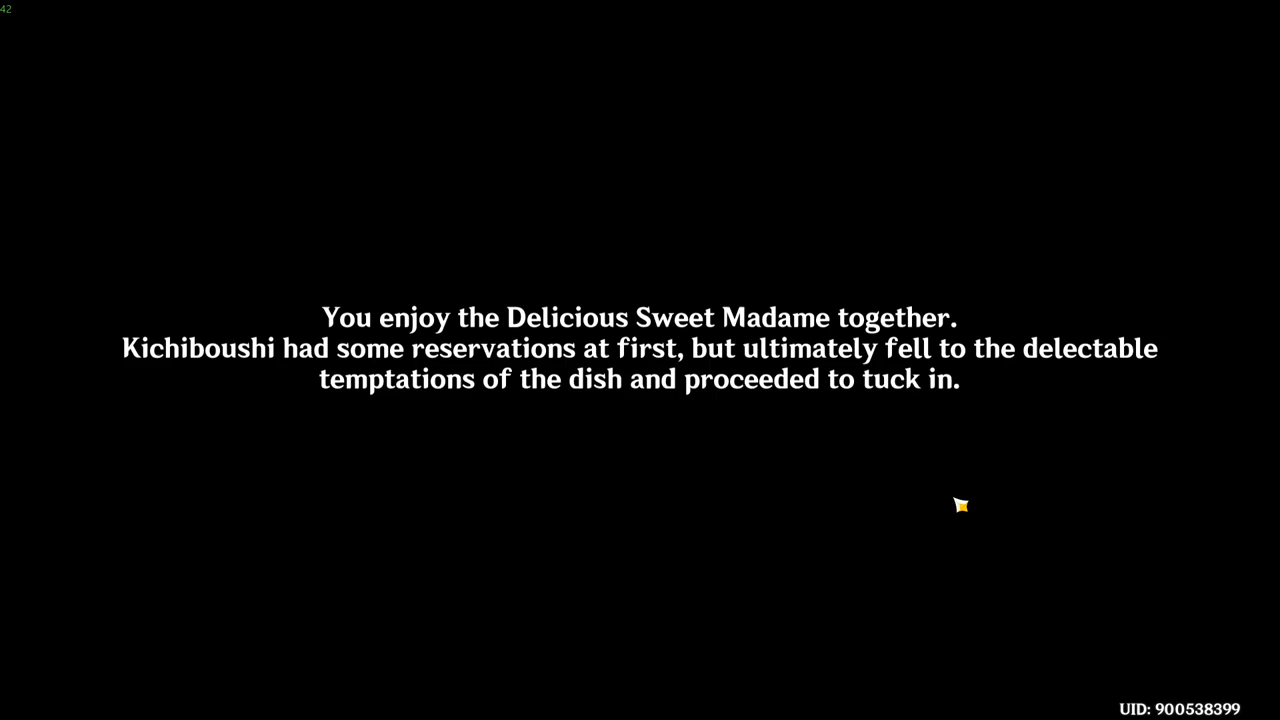 42
You enjoy the Delicious Sweet Madame together.
Kichiboushi had some reservations at first, but ultimately fell to the delectable
temptations of the dish and proceeded to tuck in.
UID: 900538399